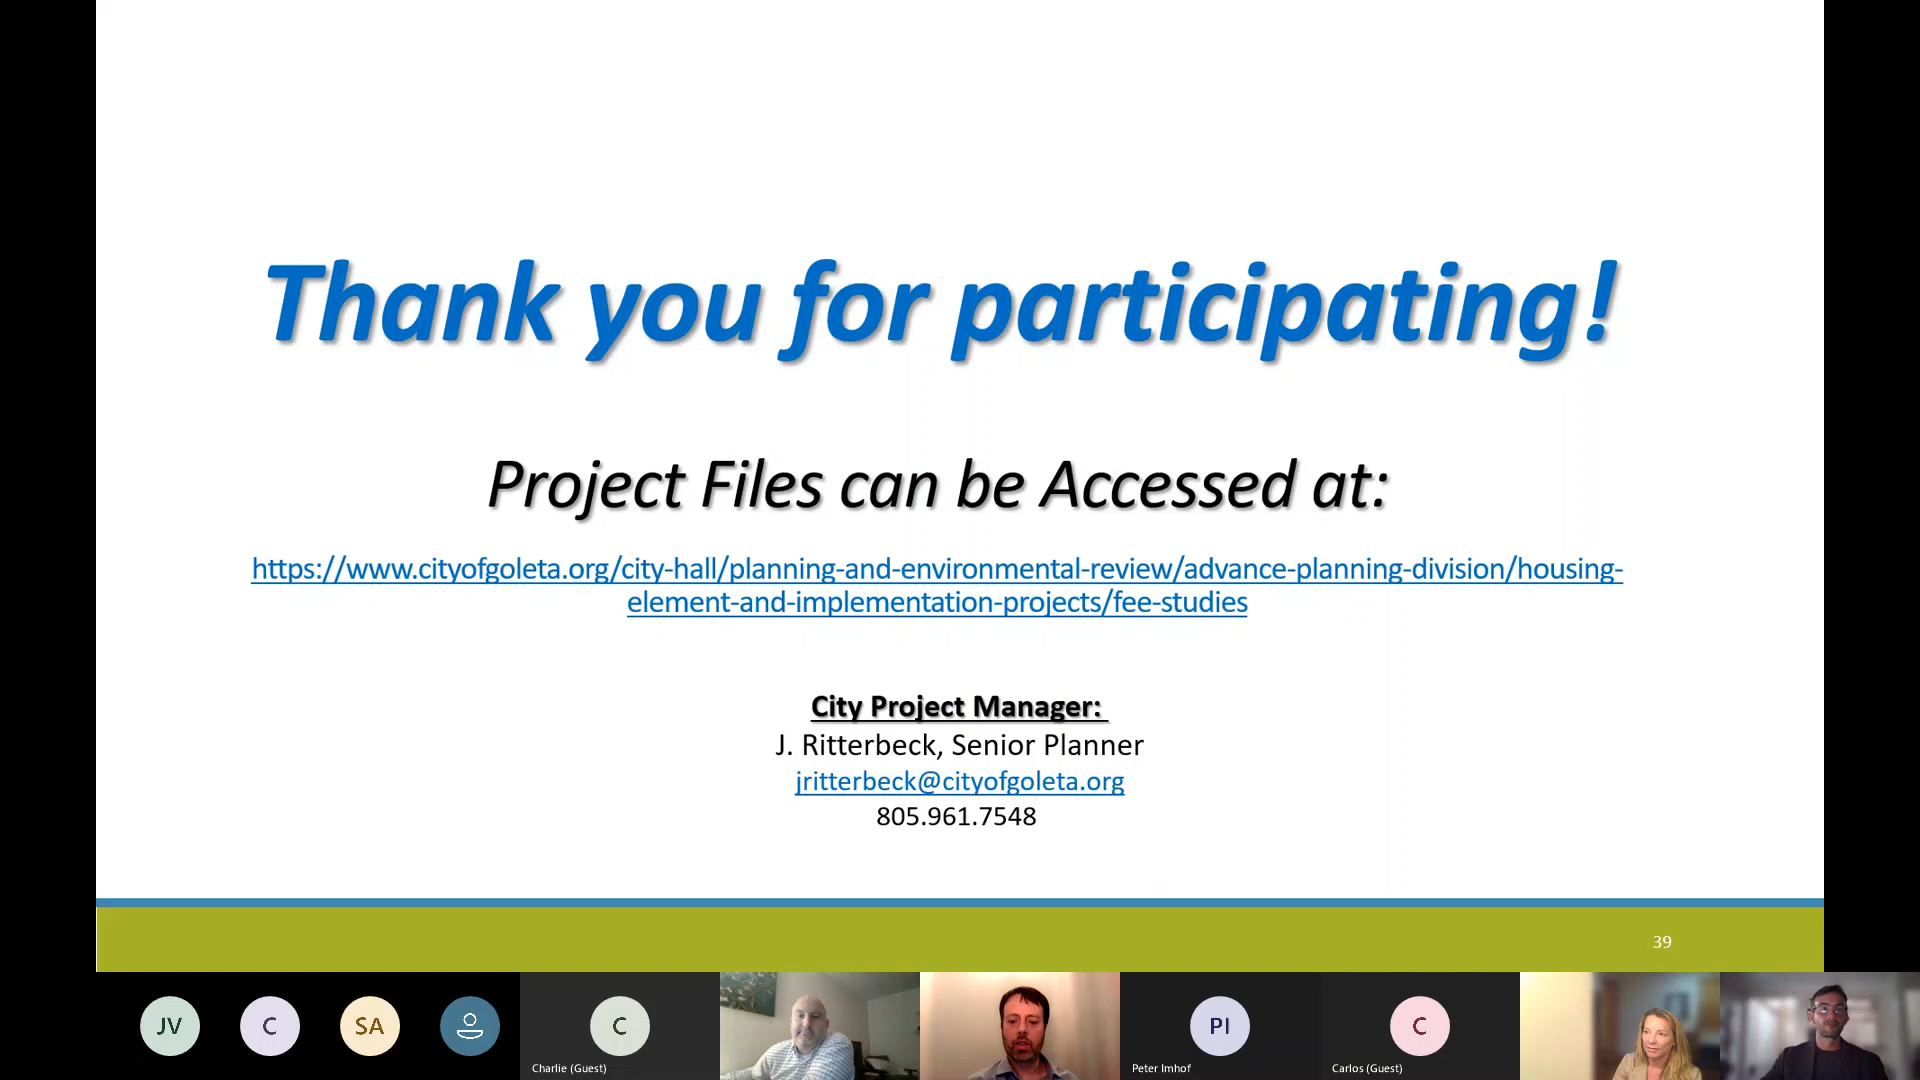 Thank you for participating!
Project Files can be Accessed at:
https://www.cityofgoleta.org/city-hall/planning-and-environmental-review/advance-planning-division/housing-
element-and-implementation-projects/fee-studies
City Project Manager:
J. Ritterbeck, Senior Planner
jritterbeck@cityofgoleta.org
805.961.7548
39
JV
C
SA
C
PI
C
Charlie (Guest)
Peter Imhof
Carlos (Guest)